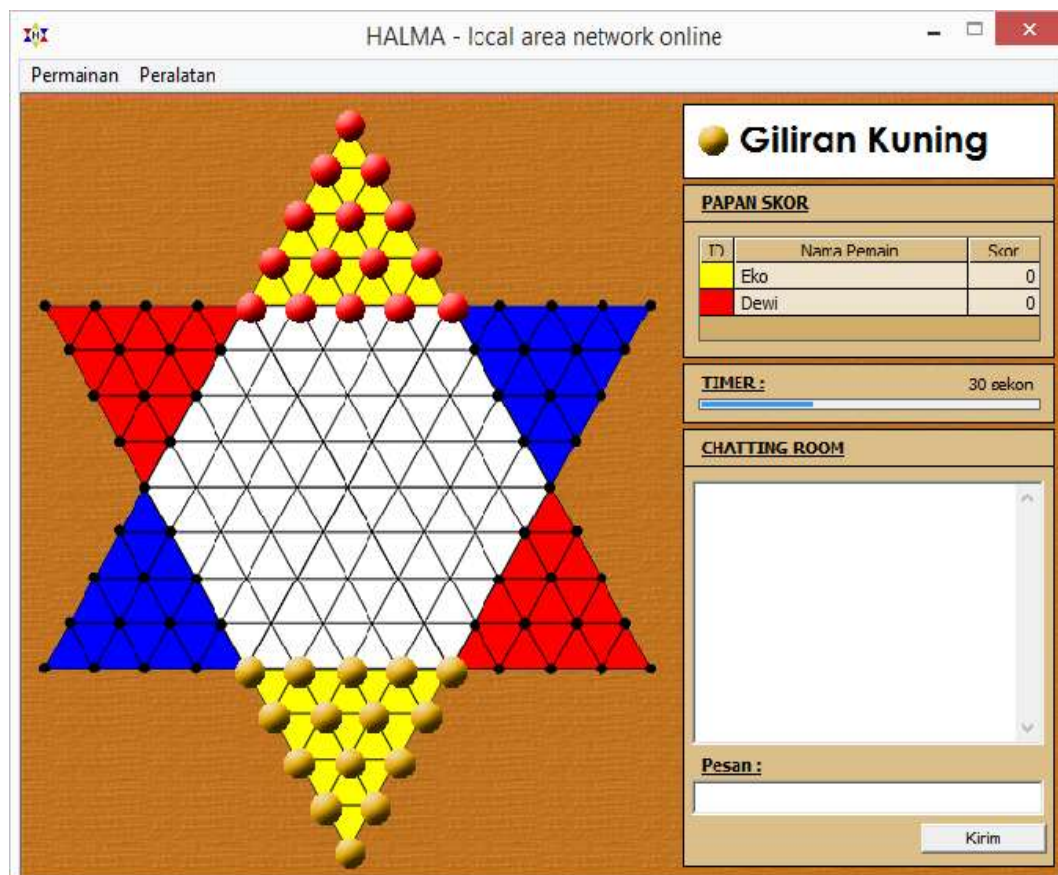 HALMA - local area network online
Permainan Peralatan
Giliran Kuning
PAPAN SKOR
ID Nama Pemain Skor
Eko 0
Dewi 0
TIMER : 30 sekon
CHATTING ROOM
Pesan :
Kirim